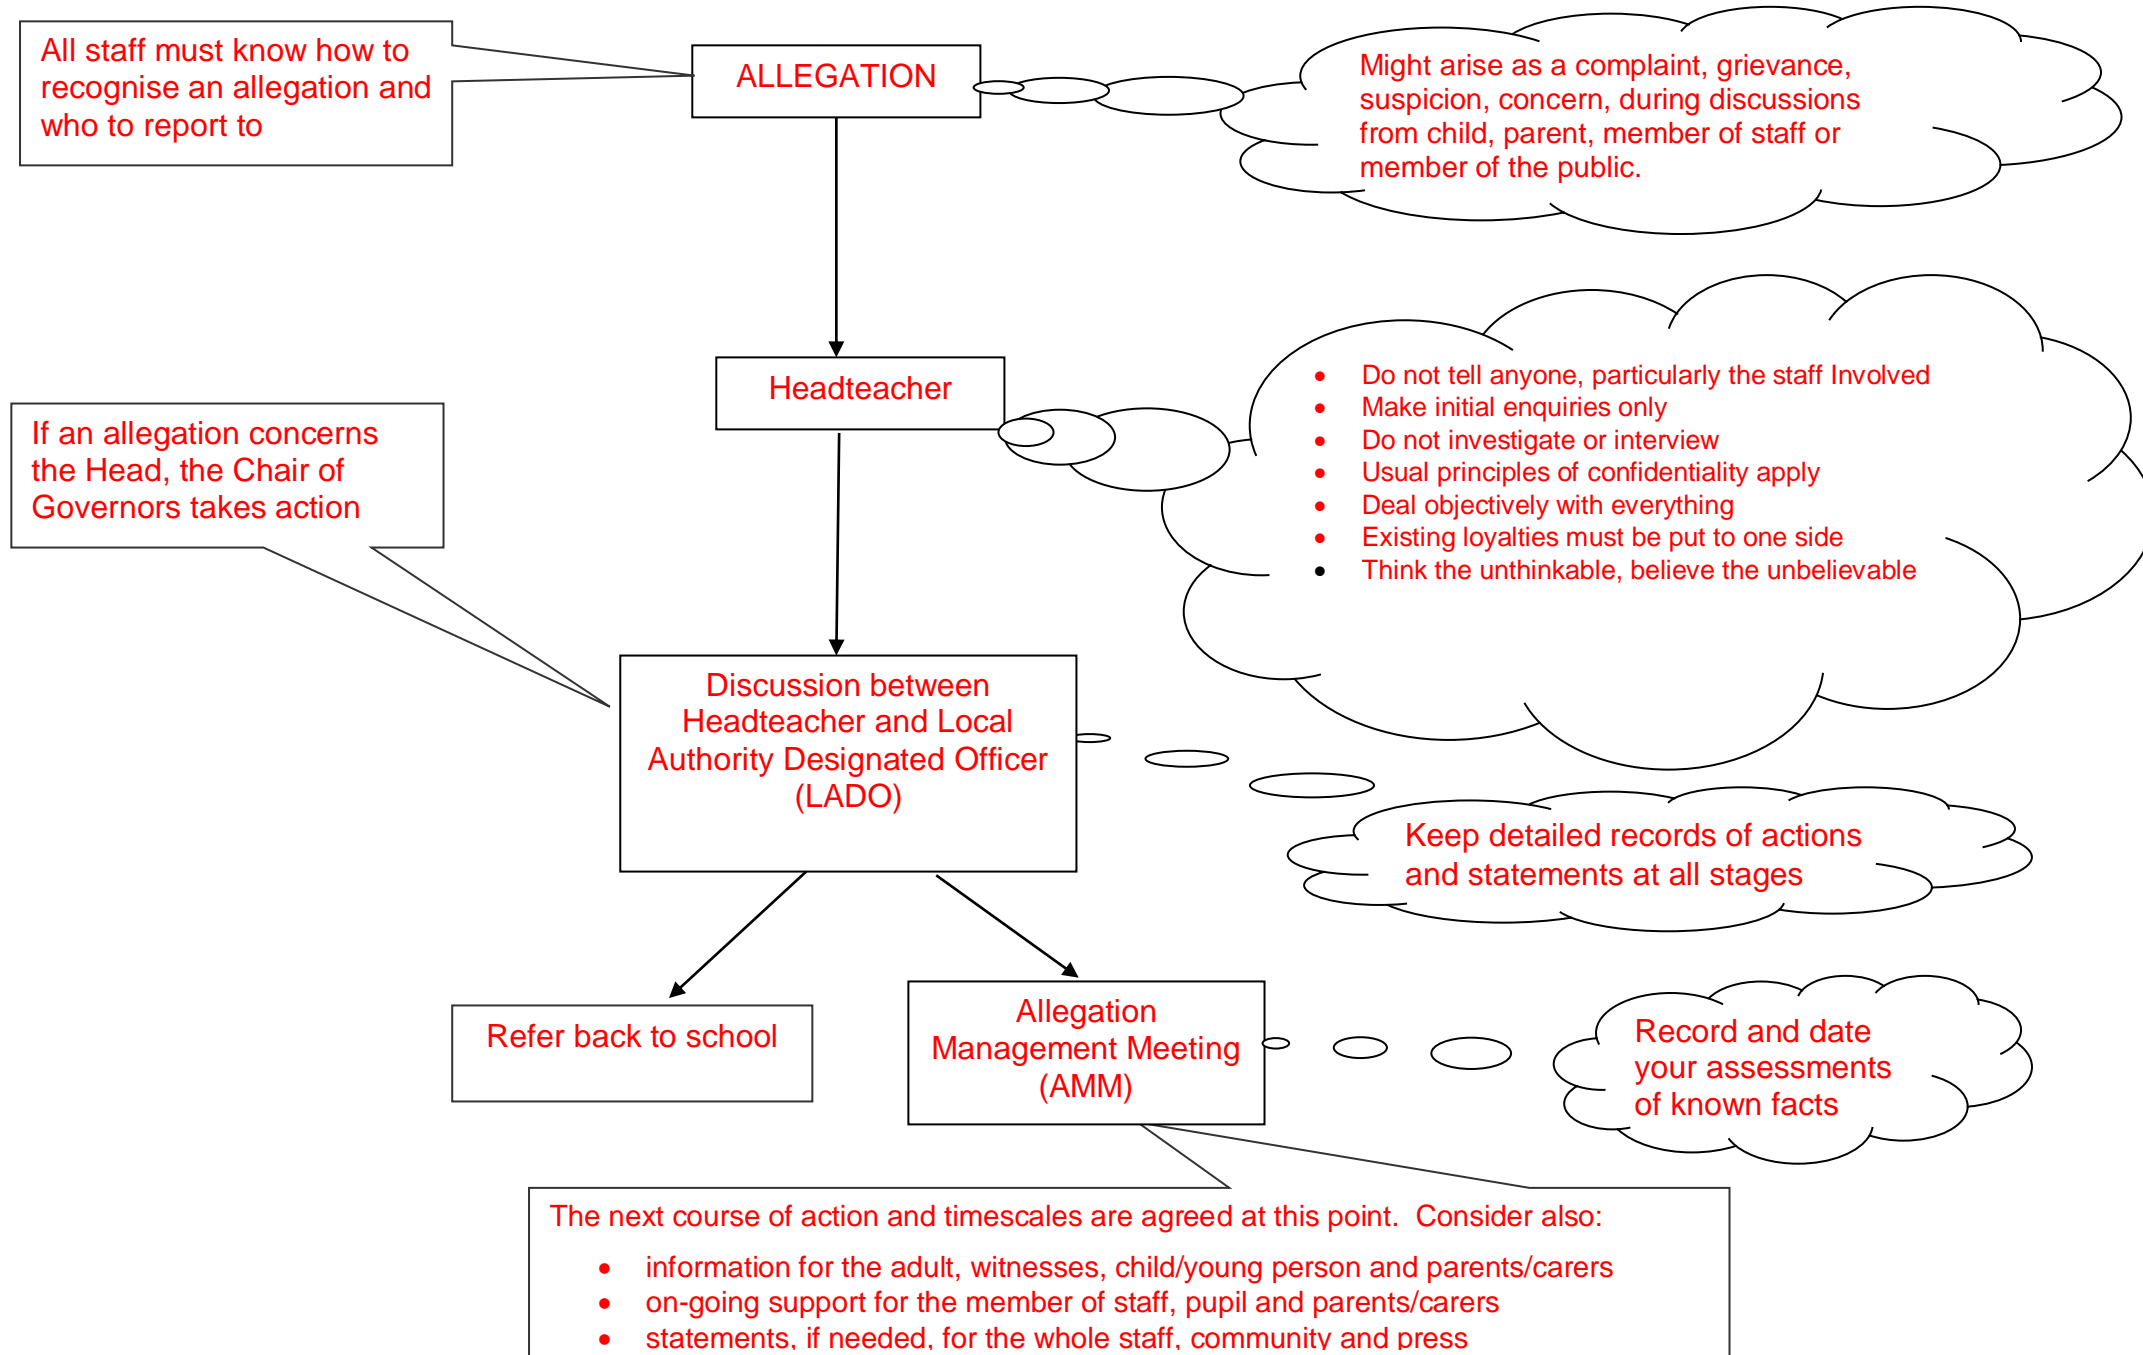 All staff must know how to
recognise an allegation and
who to report to
ALLEGATION
Might arise as a complaint, grievance,
suspicion, concern, during discussions
from child, parent, member of staff or
member of the public.
Headteacher
• Do not tell anyone, particularly the staff Involved
• Make initial enquiries only
• Do not investigate or interview
• Usual principles of confidentiality apply
• Deal objectively with everything
• Existing loyalties must be put to one side
• Think the unthinkable, believe the unbelievable
If an allegation concerns
the Head, the Chair of
Governors takes action
Discussion between
Headteacher and Local
Authority Designated Officer
(LADO)
Keep detailed records of actions
and statements at all stages
Refer back to school
Allegation
Management Meeting
(AMM)
Record and date
your assessments
of known facts
The next course of action and timescales are agreed at this point.  Consider also:
• information for the adult, witnesses, child/young person and parents/carers
• on-going support for the member of staff, pupil and parents/carers
• statements, if needed, for the whole staff, community and press